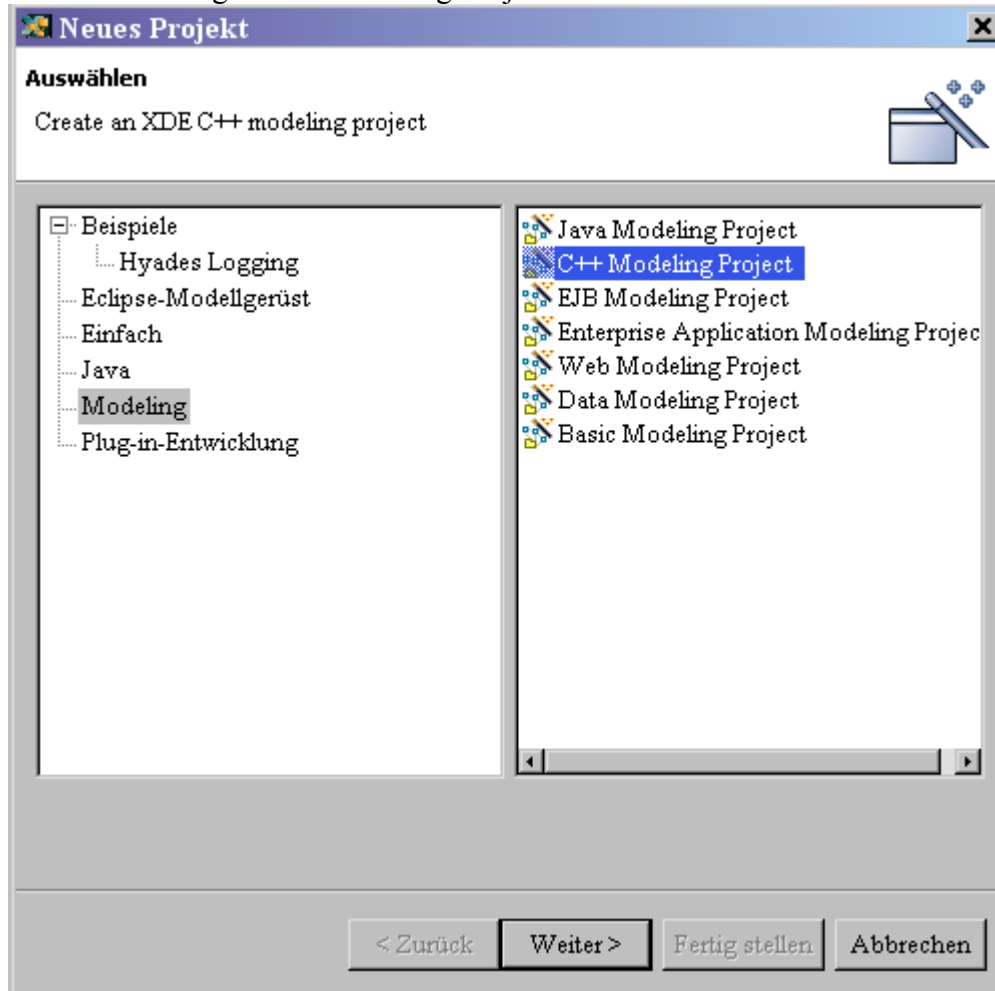 Neues Projekt
Auswählen
Create an XDE C++ modeling project
Beispiele
Hyades Logging
Eclipse-Modellgerüst
Einfach
Java
Modeling
Plug-in-Entwicklung
Java Modeling Project
C++ Modeling Project
EJB Modeling Project
Enterprise Application Modeling Projec
Web Modeling Project
Data Modeling Project
Basic Modeling Project
< Zurück
Weiter >
Fertig stellen
Abbrechen